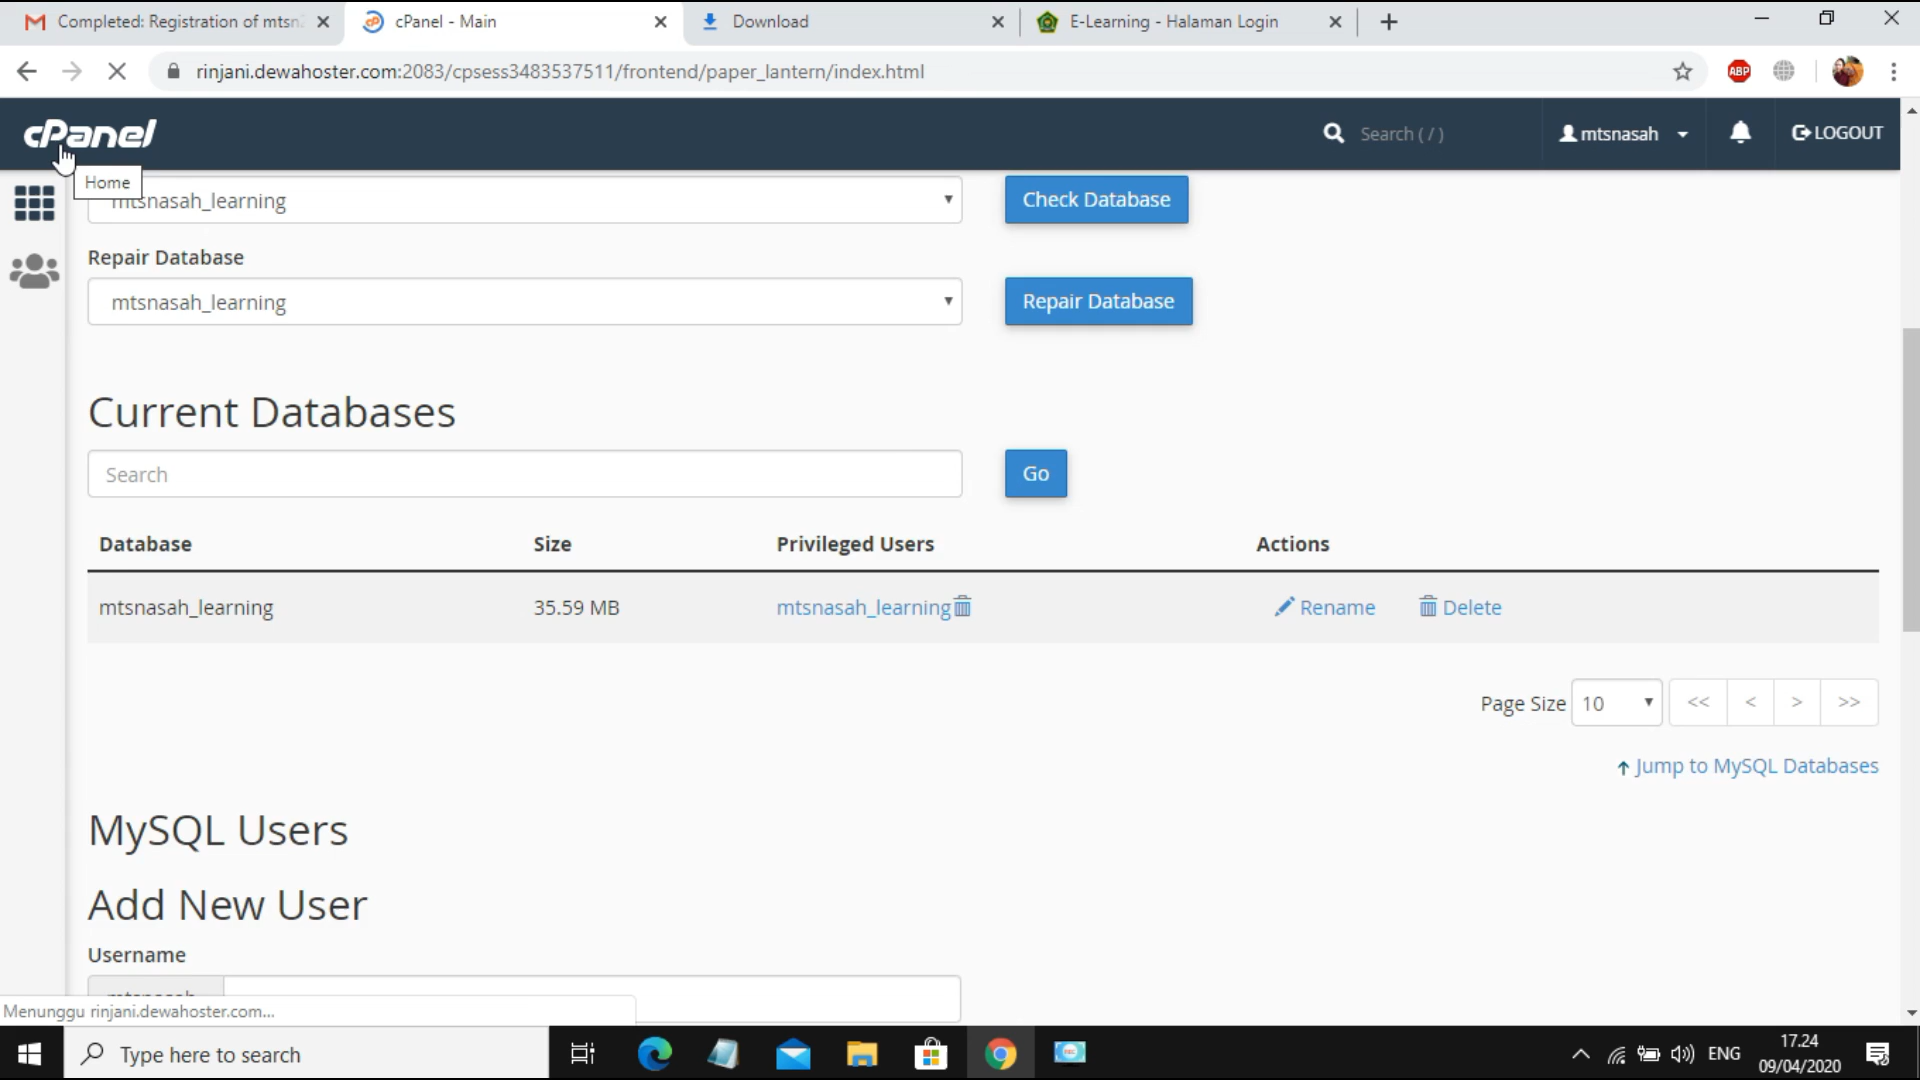 Completed: Registration of mtsn
cPanel - Main
Download
E-Learning - Halaman Login
rinjani.dewahoster.com:2083/cpsess3483537511/frontend/paper_lantern/index.html
ABP
cPanel
Search ( / )
mtsnasah
LOGOUT
Home
mtsnasah_learning
Check Database
Repair Database
mtsnasah_learning
Repair Database
Current Databases
Search
Go
Database Size Privileged Users Actions
mtsnasah_learning 35.59 MB mtsnasah_learning Rename Delete
Page Size 10 << < > >>
Jump to MySQL Databases
MySQL Users
Add New User
Username
Menunggu rinjani.dewahoster.com...
Type here to search
ENG
17.24
09/04/2020